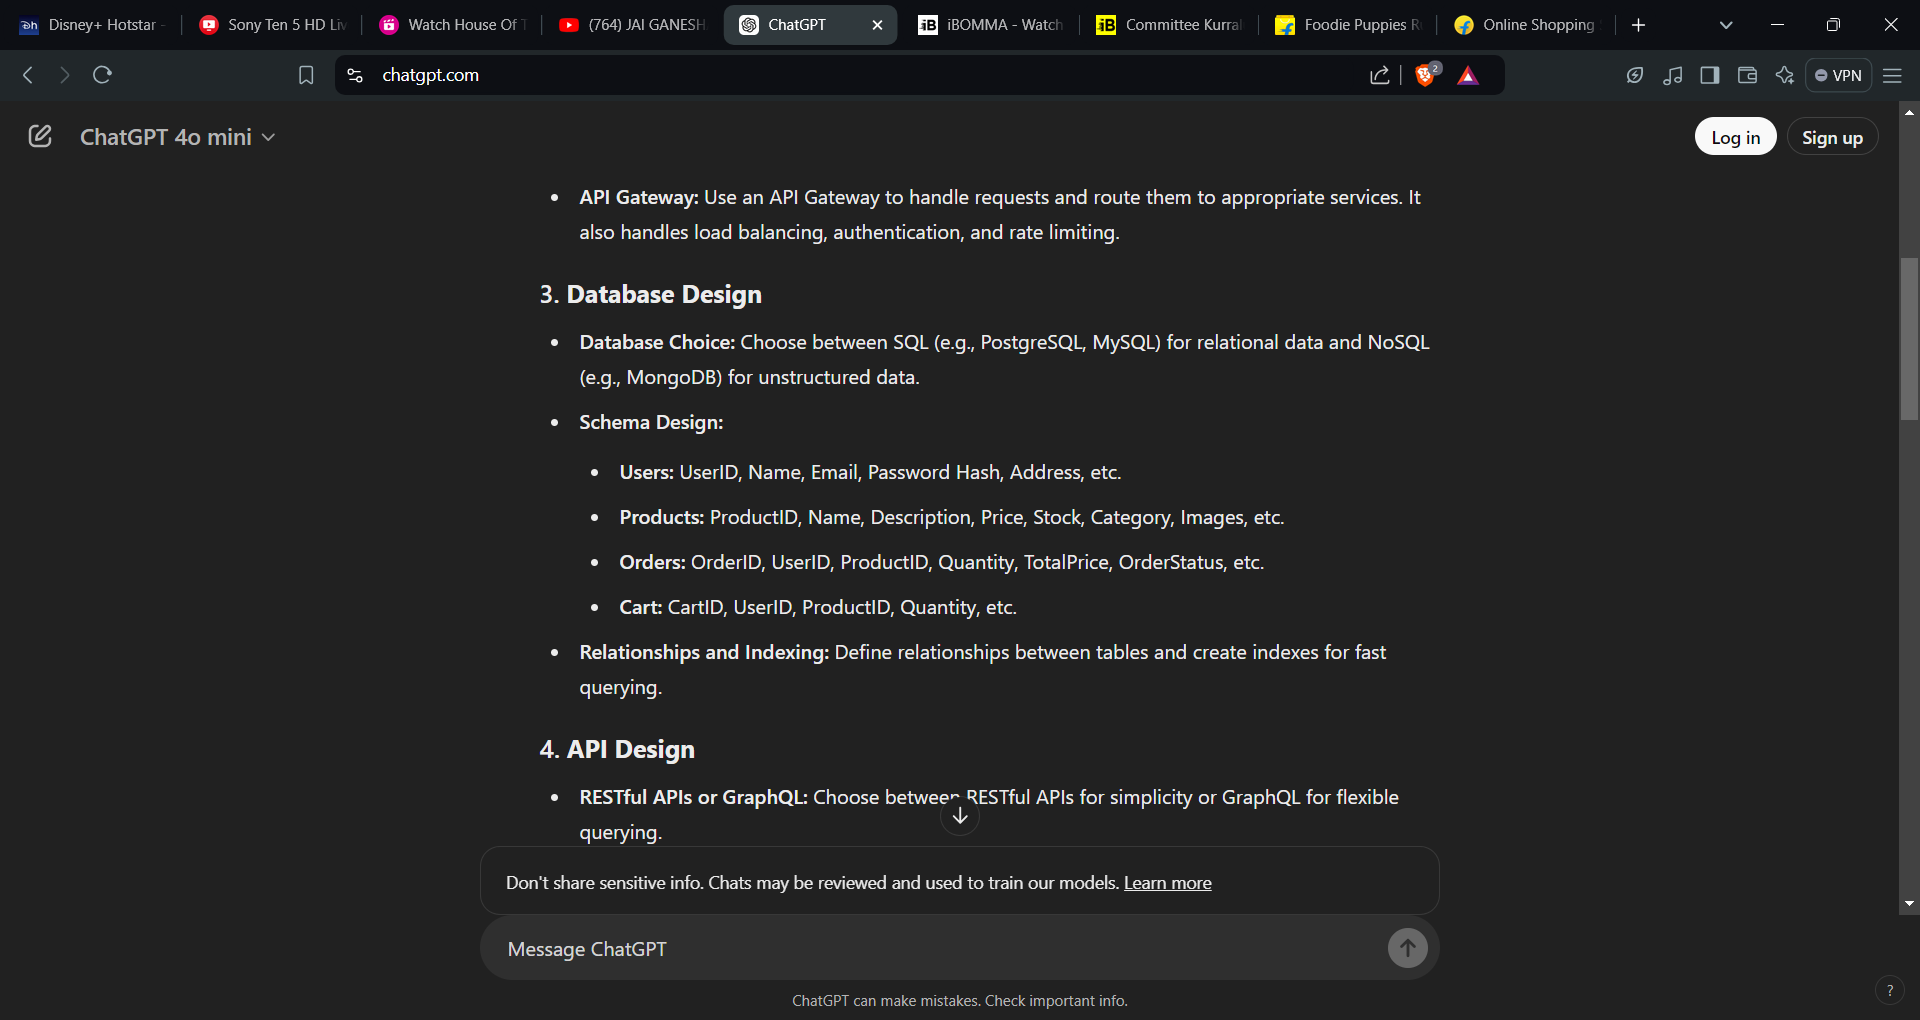 Disney+ Hotstar -
Sony Ten 5 HD Liv
Watch House Of T
(764) JAI GANESH
ChatGPT
iBOMMA - Watch
Committee Kurral
Foodie Puppies R
Online Shopping S
chatgpt.com
2
VPN
ChatGPT 4o mini
Log in
Sign up
• API Gateway: Use an API Gateway to handle requests and route them to appropriate services. It
also handles load balancing, authentication, and rate limiting.
3. Database Design
• Database Choice: Choose between SQL (e.g., PostgreSQL, MySQL) for relational data and NoSQL
(e.g., MongoDB) for unstructured data.
• Schema Design:
• Users: UserID, Name, Email, Password Hash, Address, etc.
• Products: ProductID, Name, Description, Price, Stock, Category, Images, etc.
• Orders: OrderID, UserID, ProductID, Quantity, TotalPrice, OrderStatus, etc.
• Cart: CartID, UserID, ProductID, Quantity, etc.
• Relationships and Indexing: Define relationships between tables and create indexes for fast
querying.
4. API Design
• RESTful APIs or GraphQL: Choose between RESTful APIs for simplicity or GraphQL for flexible
querying.
Don't share sensitive info. Chats may be reviewed and used to train our models. Learn more
Message ChatGPT
ChatGPT can make mistakes. Check important info.
?